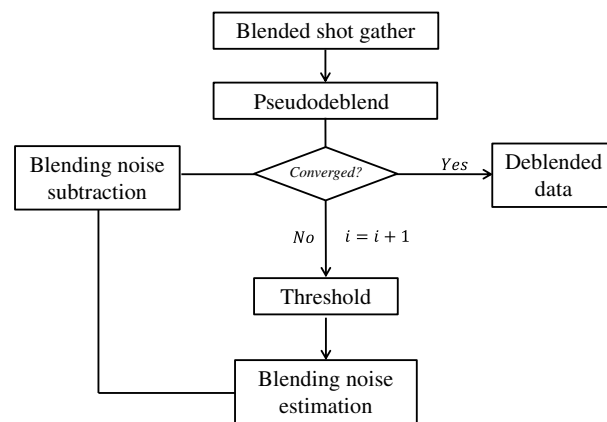 Blended shot gather
Pseudodeblend
Blending noise
subtraction
Converged?
Yes
Deblended
data
No
i = i + 1
Threshold
Blending noise
estimation